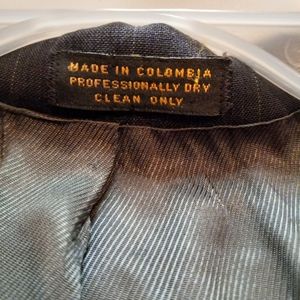 MADE IN COLOMBIA
PROFESSIONALLY DRY
CLEAN ONLY